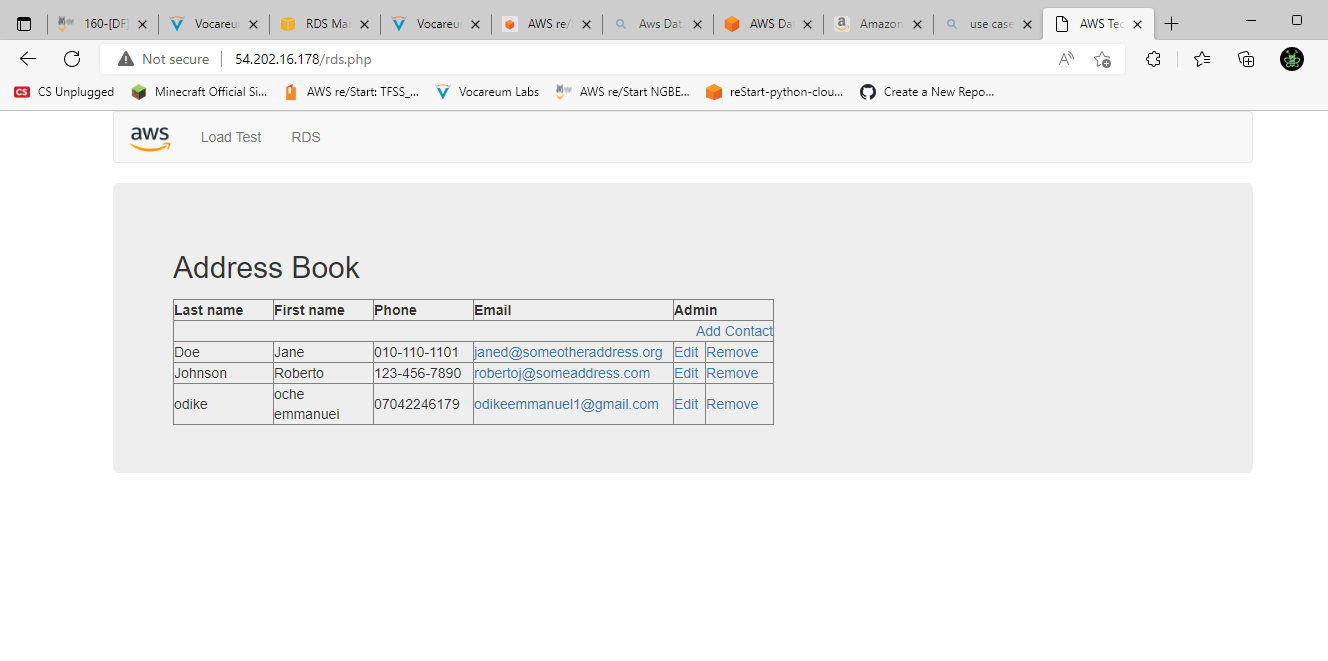 160-[DF]
Vocareur
RDS Mar
Vocareur
AWS re/
Aws Dat
AWS Da
Amazon
use case
AWS Tec
Not secure
54.202.16.178/rds.php
CS Unplugged
Minecraft Official Si...
AWS re/Start: TFSS_...
Vocareum Labs
AWS re/Start NGBE...
reStart-python-clou...
Create a New Repo...
aws Load Test RDS
Address Book
Last name First name Phone Email Admin
Add Contact
Doe Jane 010-110-1101 janed@someotheraddress.org Edit Remove
Johnson Roberto 123-456-7890 robertoj@someaddress.com Edit Remove
odike oche emmanuei 07042246179 odikeemmanuel1@gmail.com Edit Remove